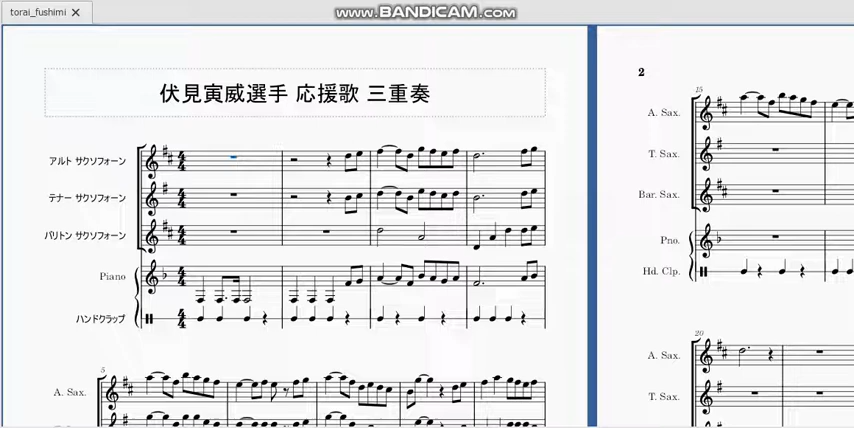 torai_fushimi ×
www.BANDICAM.com
伏見寅威選手 応援歌 三重奏
アルト サクソフォーン
テナー サクソフォーン
バリトン サクソフォーン
Piano
ハンドクラップ
5
A. Sax.
2
15
A. Sax.
T. Sax.
Bar. Sax.
Pno.
Hd. Clp.
20
A. Sax.
T. Sax.